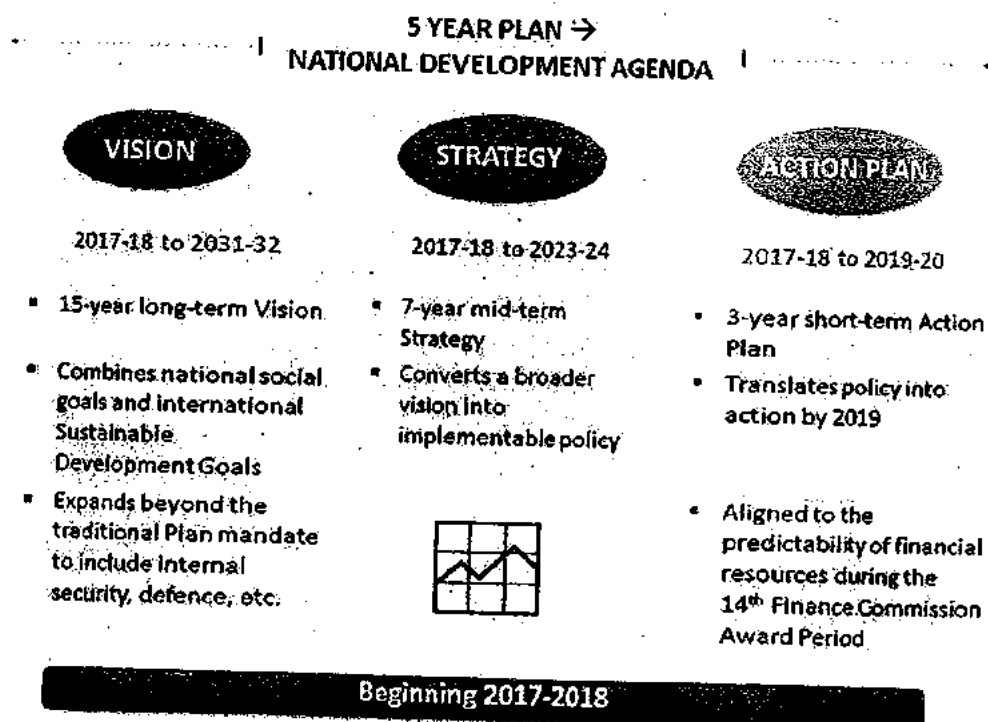 5 YEAR PLAN →
NATIONAL DEVELOPMENT AGENDA
VISION
2017-18 to 2031-32
▪ 15-year long-term Vision
▪ Combines national social
goals and international
Sustainable
Development Goals
▪ Expands beyond the
traditional Plan mandate
to include internal
security, defence, etc.
STRATEGY
2017-18 to 2023-24
▪ 7-year mid-term
Strategy
▪ Converts a broader
vision into
implementable policy
ACTION PLAN
2017-18 to 2019-20
▪ 3-year short-term Action
Plan
▪ Translates policy into
action by 2019
▪ Aligned to the
predictability of financial
resources during the
14th Finance Commission
Award Period
Beginning 2017-2018